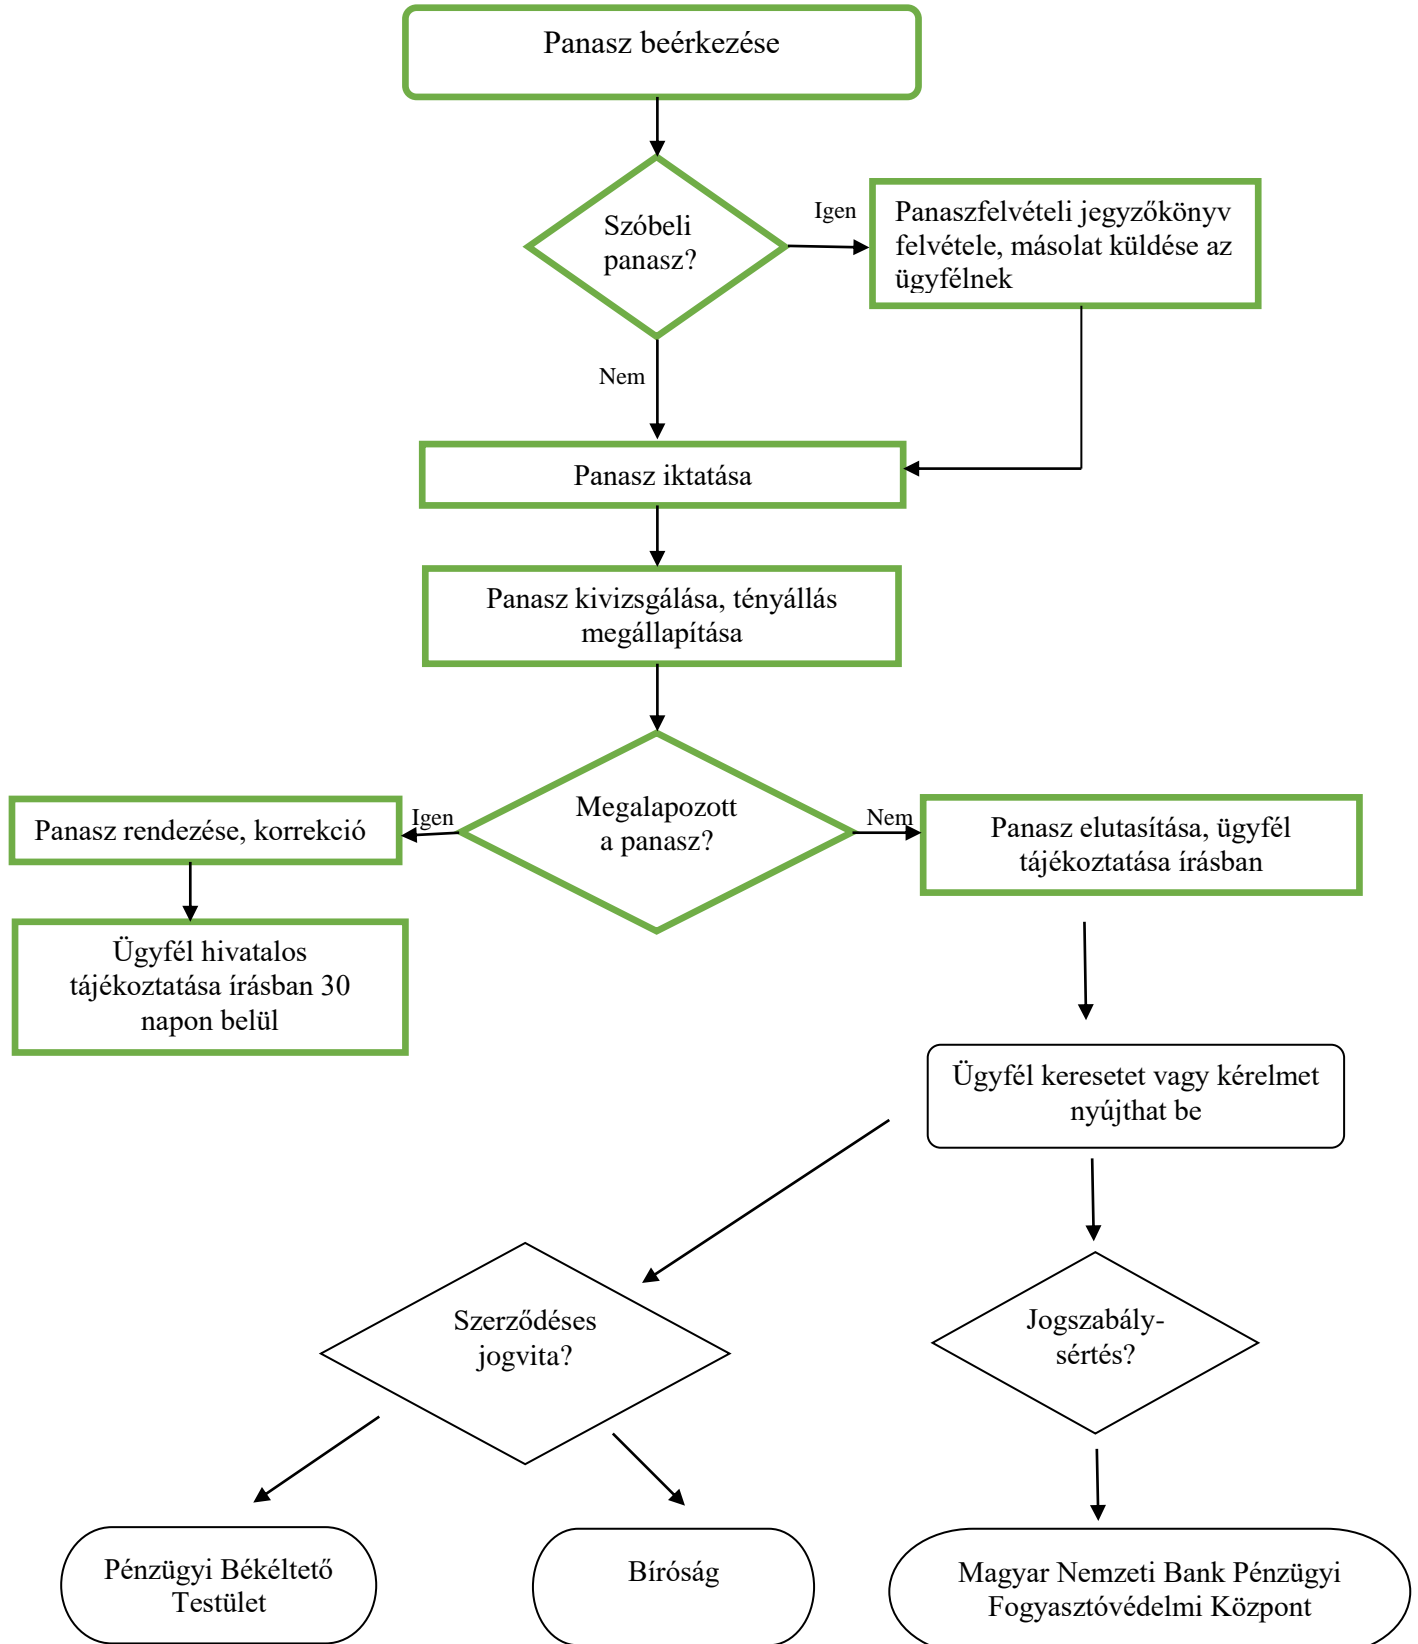 Panasz beérkezése
Szóbeli
panasz?
Igen
Panaszfelvételi jegyzőkönyv
felvétele, másolat küldése az
ügyfélnek
Nem
Panasz iktatása
Panasz kivizsgálása, tényállás
megállapítása
Megalapozott
a panasz?
Igen
Panasz rendezése, korrekció
Nem
Panasz elutasítása, ügyfél
tájékoztatása írásban
Ügyfél hivatalos
tájékoztatása írásban 30
napon belül
Ügyfél keresetet vagy kérelmet
nyújthat be
Szerződéses
jogvita?
Jogszabály-
sértés?
Pénzügyi Békéltető
Testület
Bíróság
Magyar Nemzeti Bank Pénzügyi
Fogyasztóvédelmi Központ